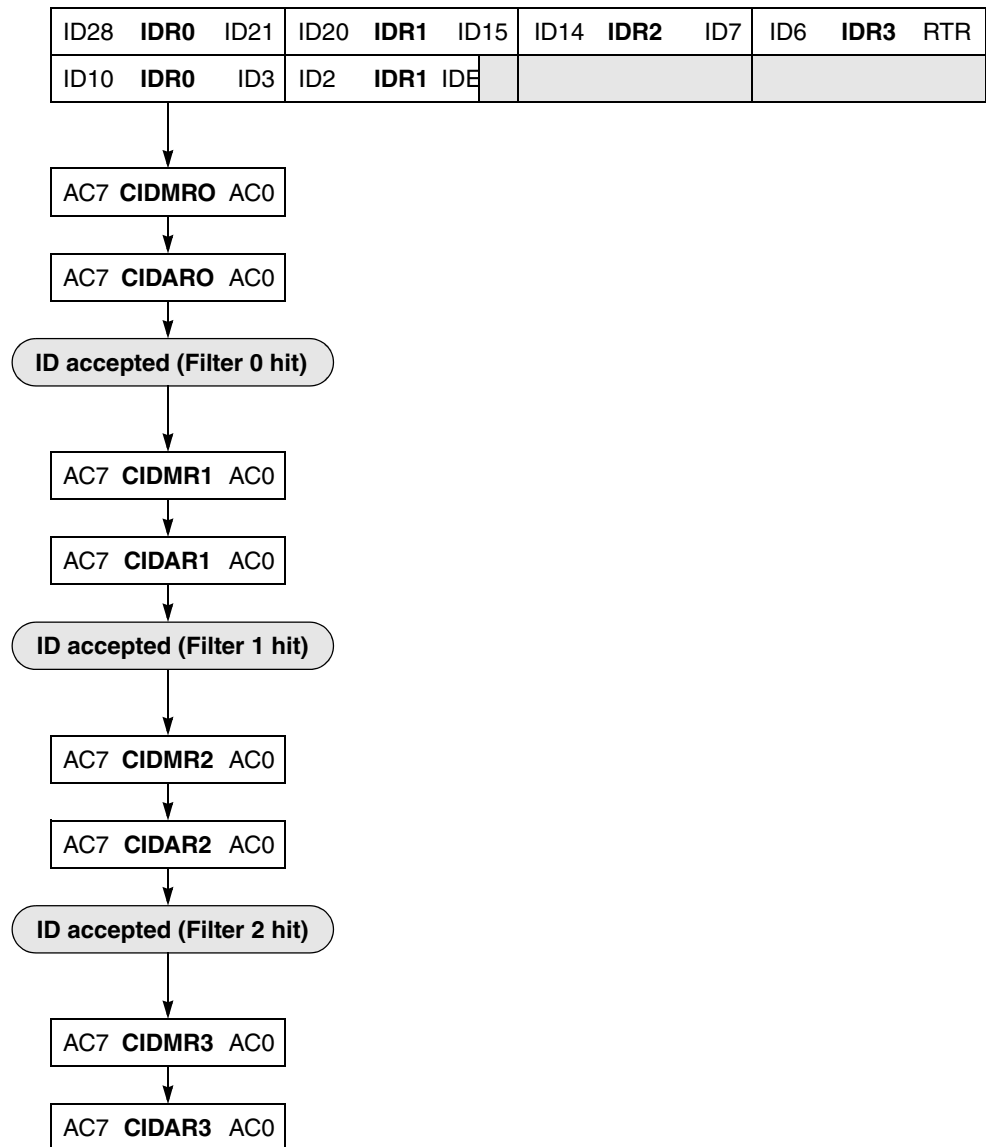 ID28 IDR0 ID21 ID20 IDR1 ID15 ID14 IDR2 ID7 ID6 IDR3 RTR
ID10 IDR0 ID3 ID2 IDR1 IDE
AC7 CIDMRO AC0
AC7 CIDARO AC0
ID accepted (Filter 0 hit)
AC7 CIDMR1 AC0
AC7 CIDAR1 AC0
ID accepted (Filter 1 hit)
AC7 CIDMR2 AC0
AC7 CIDAR2 AC0
ID accepted (Filter 2 hit)
AC7 CIDMR3 AC0
AC7 CIDAR3 AC0